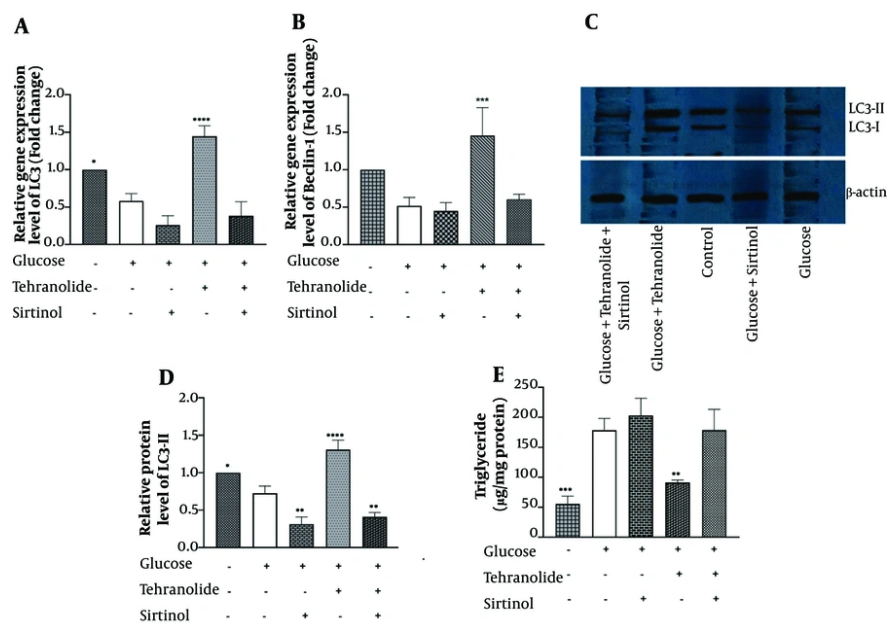 A
Relative gene expression
level of LC3 (Fold change)
2.0
1.5
1.0
0.5
0.0
*
****
Glucose - + + + +
Tehranolide - - - + +
Sirtinol - - + - +
B
Relative gene expression
level of Beclin-1 (Fold change)
2.0
1.5
1.0
0.5
0.0
***
Glucose - + + + +
Tehranolide - - - + +
Sirtinol - - + - +
C
LC3-II
LC3-I
β-actin
Glucose + Tehranolide +
Sirtinol
Glucose + Tehranolide
Control
Glucose + Sirtinol
Glucose
D
Relative protein
level of LC3-II
2.0
1.5
1.0
0.5
0.0
*
**
****
**
Glucose - + + + +
Tehranolide - - - + +
Sirtinol - - + - +
E
Triglyceride
(µg/mg protein)
250
200
150
100
50
0
***
**
Glucose - + + + +
Tehranolide - - - + +
Sirtinol - - + - +